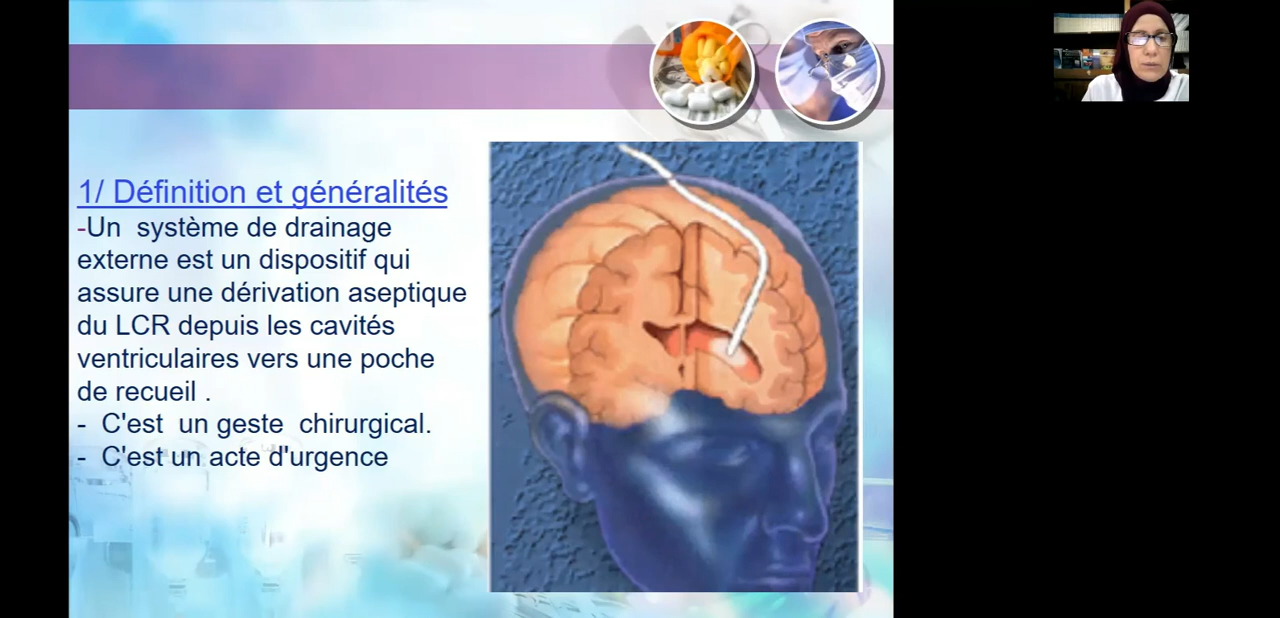 1/ Définition et généralités
-Un système de drainage
externe est un dispositif qui
assure une dérivation aseptique
du LCR depuis les cavités
ventriculaires vers une poche
de recueil .
- C'est un geste chirurgical.
- C'est un acte d'urgence